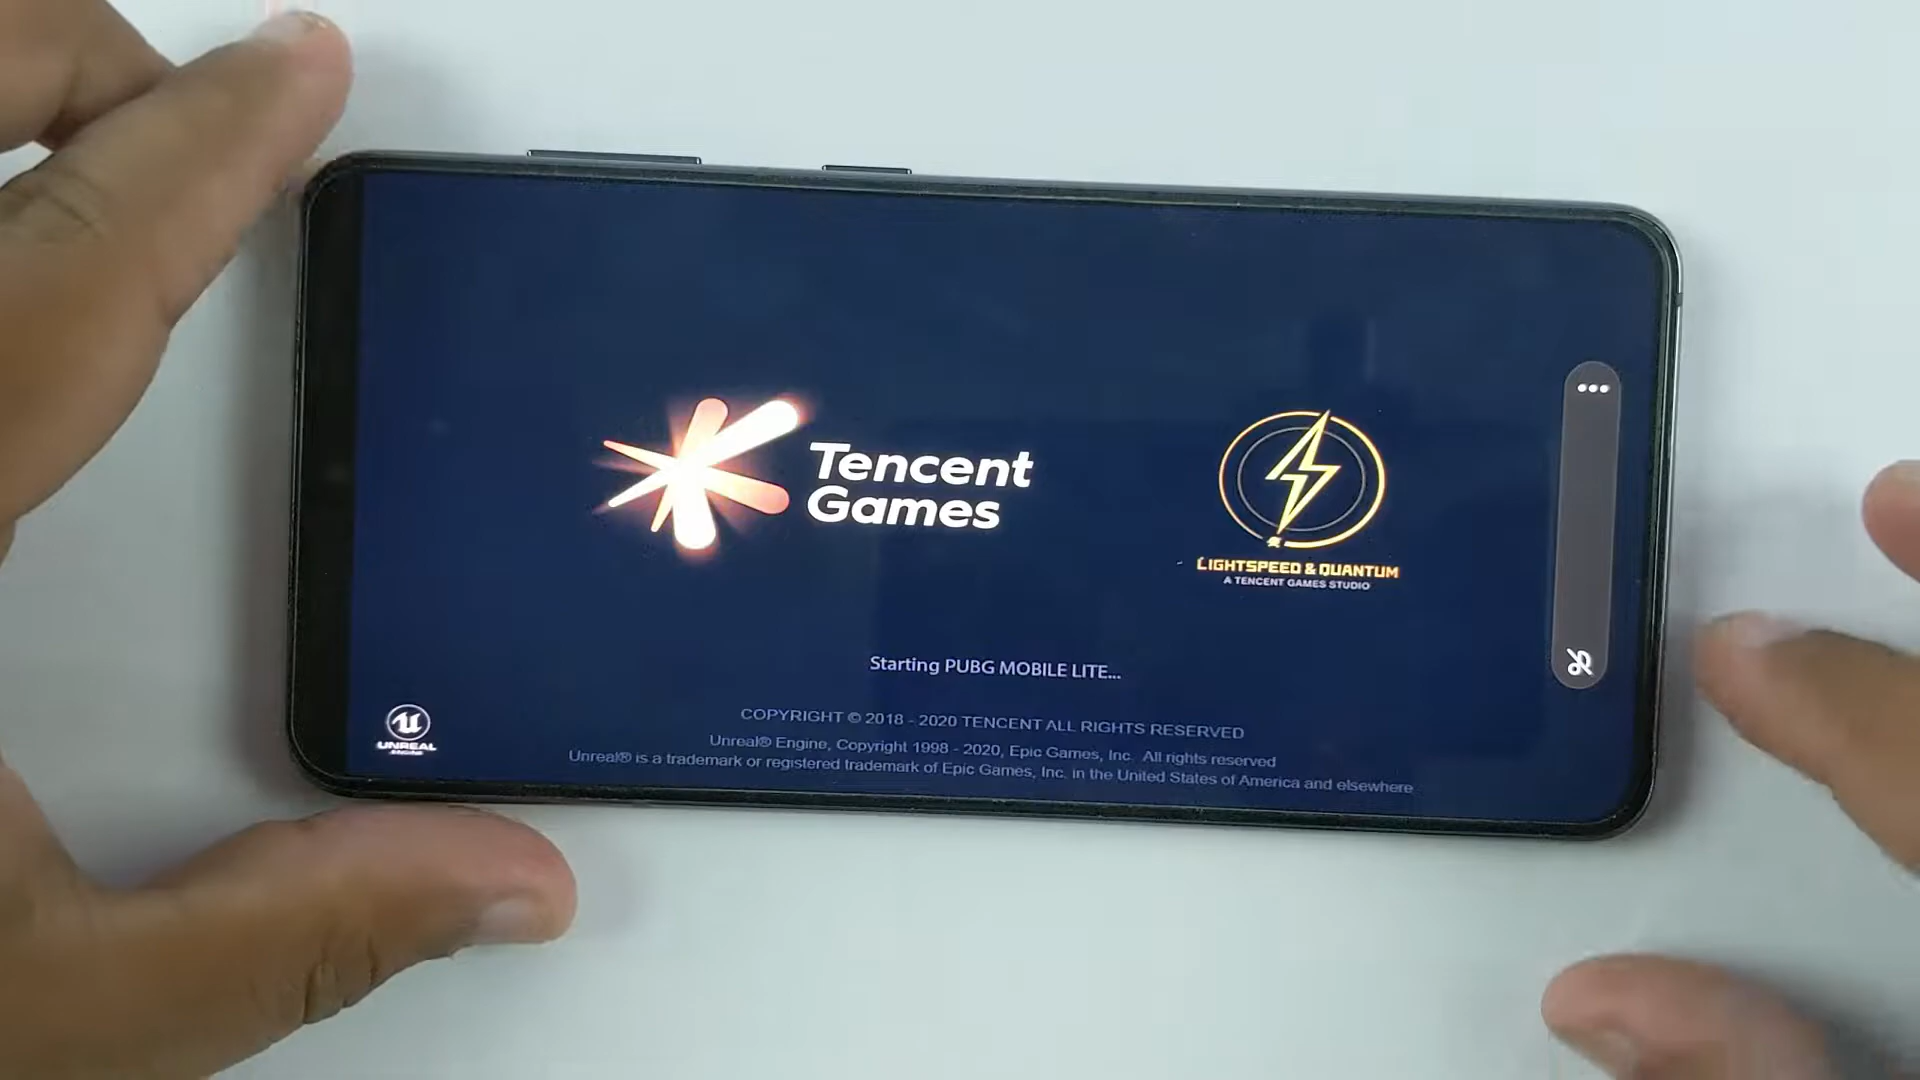 Tencent
Games
LIGHTSPEED & QUANTUM
A TENCENT GAMES STUDIO
Starting PUBG MOBILE LITE...
UNREAL
ENGINE
COPYRIGHT © 2018 - 2020 TENCENT ALL RIGHTS RESERVED
Unreal® Engine, Copyright 1998 - 2020, Epic Games, Inc. All rights reserved
Unreal® is a trademark or registered trademark of Epic Games, Inc. in the United States of America and elsewhere